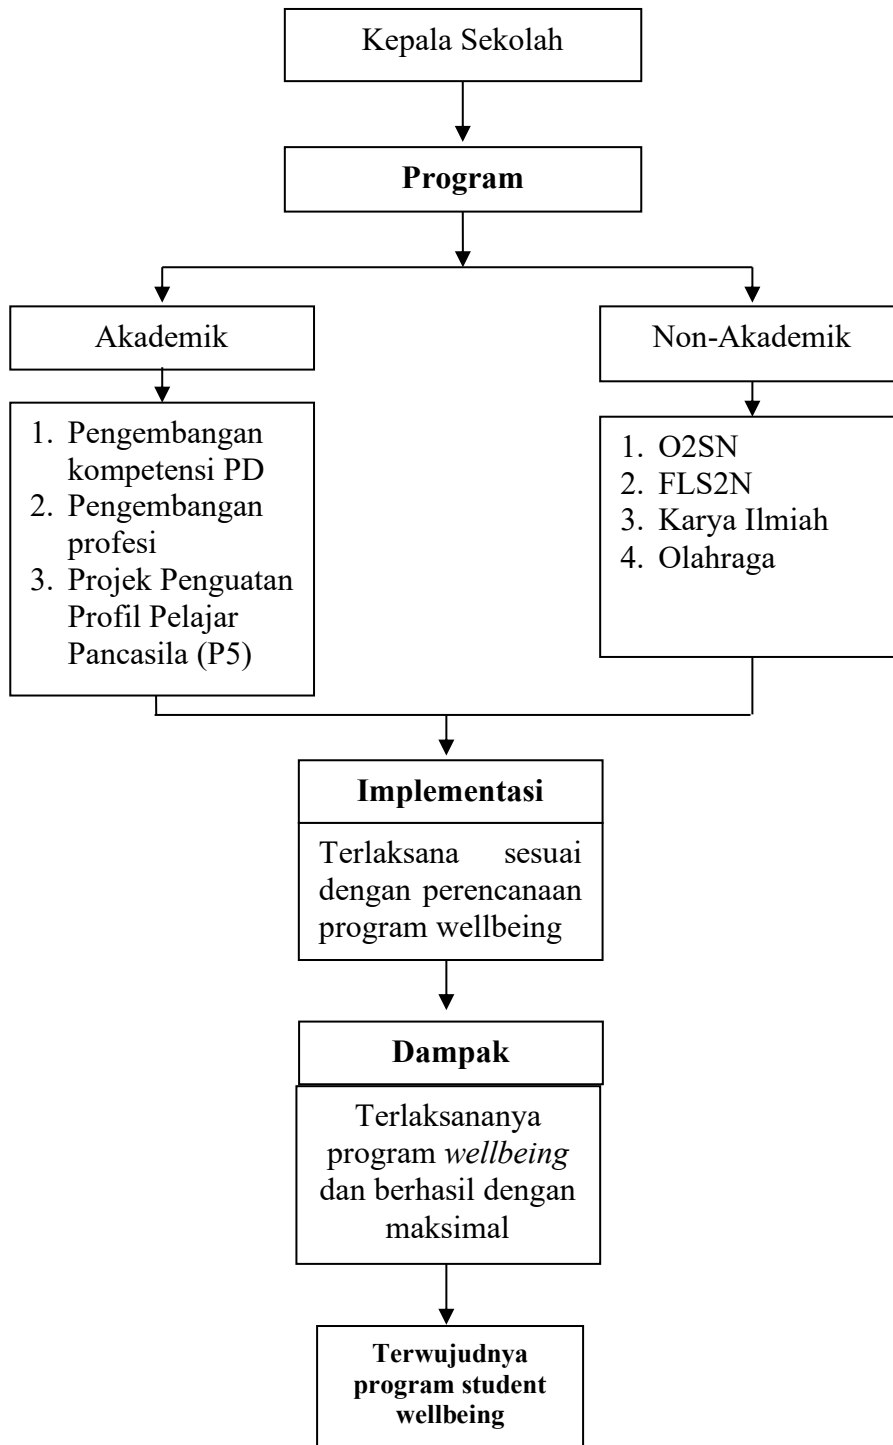 Kepala Sekolah
Program
Akademik
Non-Akademik
1. Pengembangan
kompetensi PD
2. Pengembangan
profesi
3. Projek Penguatan
Profil Pelajar
Pancasila (P5)
1. O2SN
2. FLS2N
3. Karya Ilmiah
4. Olahraga
Implementasi
Terlaksana sesuai
dengan perencanaan
program wellbeing
Dampak
Terlaksananya
program wellbeing
dan berhasil dengan
maksimal
Terwujudnya
program student
wellbeing